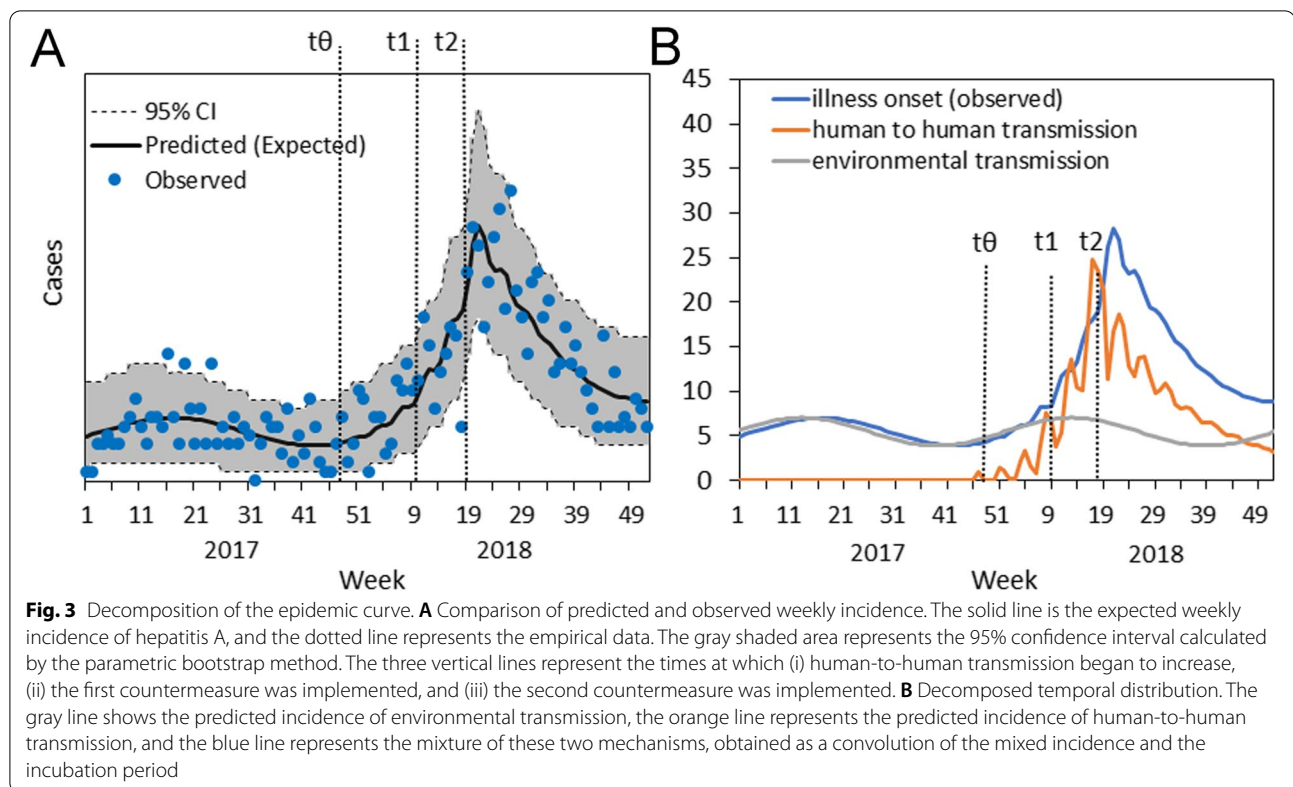 A
tθ
t1
t2
95% CI
Predicted (Expected)
Observed
Cases
1 11 21 31 41 51 9 19 29 39 49
2017 2018
Week
B
45
40
35
30
25
20
15
10
5
0
illness onset (observed)
human to human transmission
environmental transmission
tθ
t1
t2
1 11 21 31 41 51 9 19 29 39 49
2017 2018
Week
Fig. 3 Decomposition of the epidemic curve. A Comparison of predicted and observed weekly incidence. The solid line is the expected weekly
incidence of hepatitis A, and the dotted line represents the empirical data. The gray shaded area represents the 95% confidence interval calculated
by the parametric bootstrap method. The three vertical lines represent the times at which (i) human-to-human transmission began to increase,
(ii) the first countermeasure was implemented, and (iii) the second countermeasure was implemented. B Decomposed temporal distribution. The
gray line shows the predicted incidence of environmental transmission, the orange line represents the predicted incidence of human-to-human
transmission, and the blue line represents the mixture of these two mechanisms, obtained as a convolution of the mixed incidence and the
incubation period